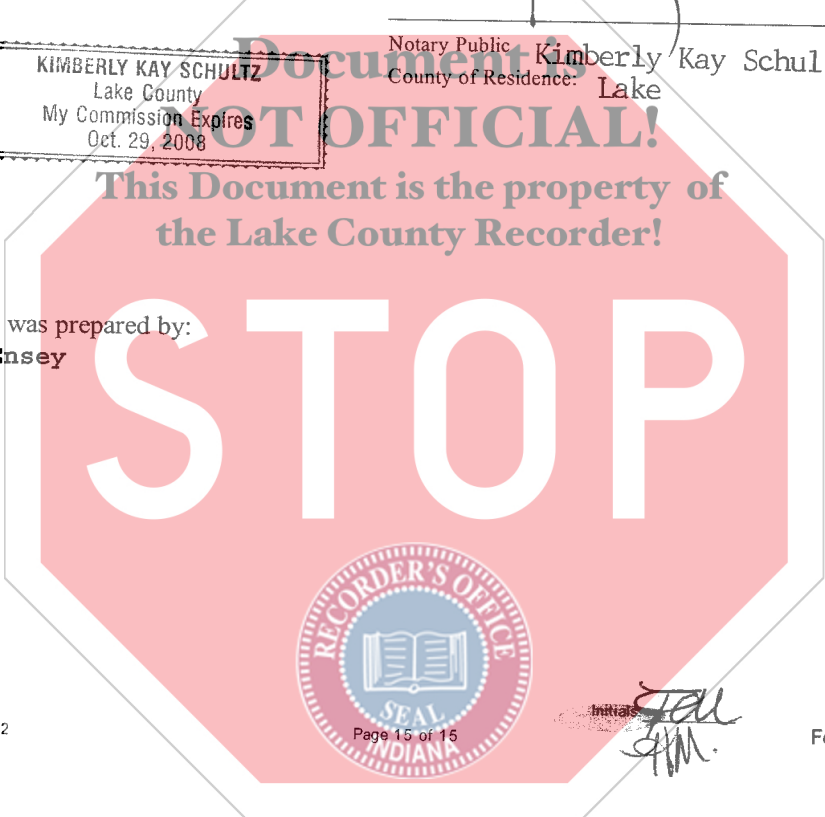 Document is
NOT OFFICIAL!
This Document is the property of
the Lake County Recorder!
KIMBERLY KAY SCHULTZ
Lake County
My Commission Expires
Oct. 29, 2008
Notary Public Kimberly Kay Schul
County of Residence: Lake
was prepared by:
nsey
STOP
RECORDER'S OFFICE
SEAL
INDIANA
2
Page 15 of 15
Initials
Fo